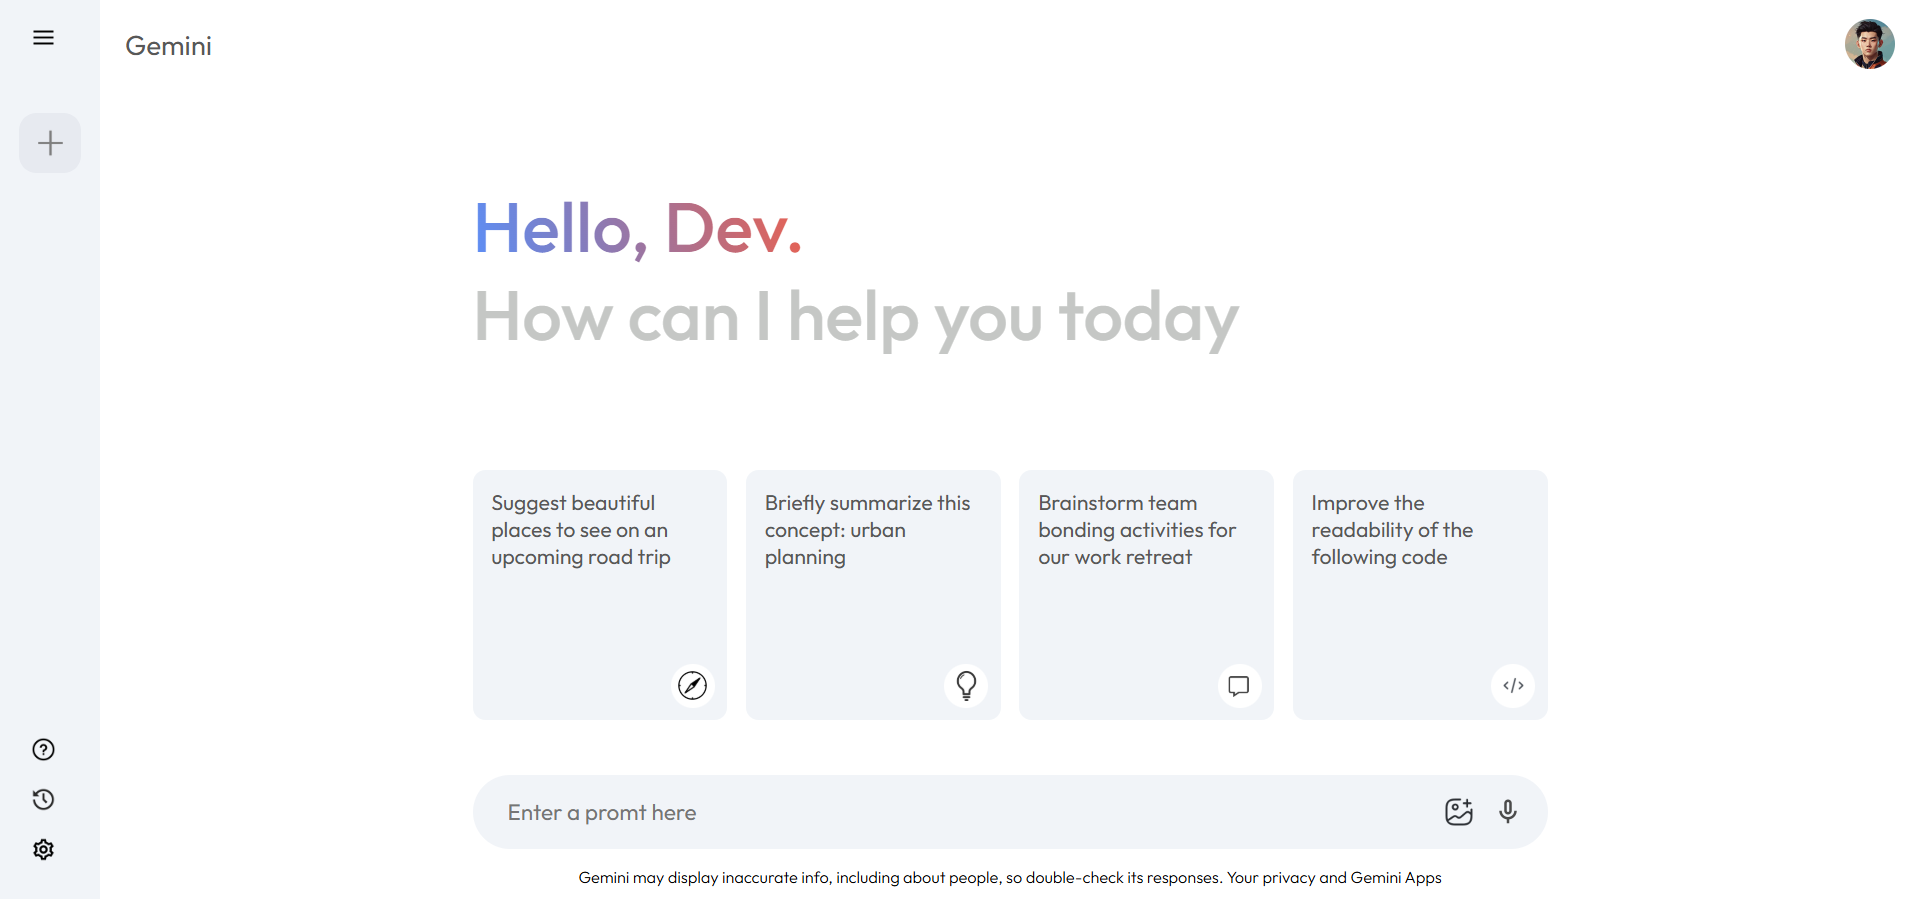 Gemini
Hello, Dev.
How can I help you today
Suggest beautiful
places to see on an
upcoming road trip
Briefly summarize this
concept: urban
planning
Brainstorm team
bonding activities for
our work retreat
Improve the
readability of the
following code
Enter a promt here
Gemini may display inaccurate info, including about people, so double-check its responses. Your privacy and Gemini Apps